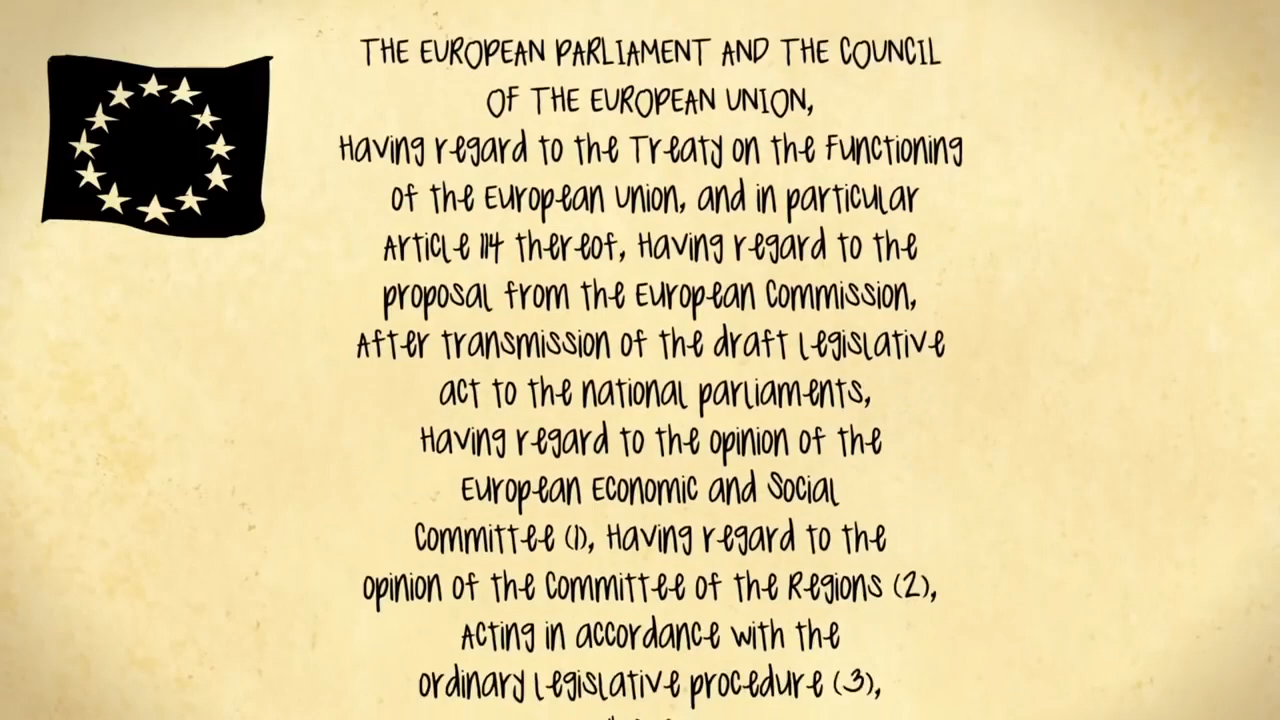 THE EUROPEAN PARLIAMENT AND THE COUNCIL
OF THE EUROPEAN UNION,
Having regard to the Treaty on the Functioning
of the European Union, and in particular
Article 114 thereof, Having regard to the
proposal from the European Commission,
After transmission of the draft legislative
act to the national parliaments,
Having regard to the opinion of the
European Economic and Social
Committee (1), Having regard to the
opinion of the Committee of the Regions (2),
Acting in accordance with the
ordinary legislative procedure (3),